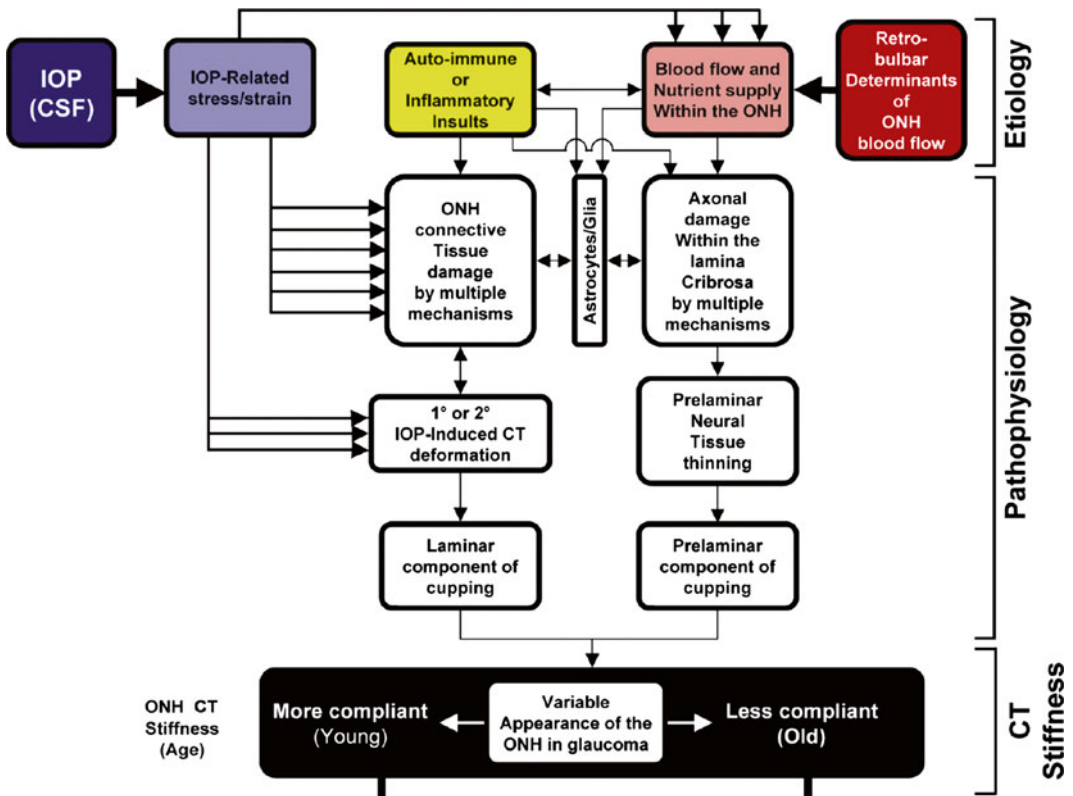 IOP
(CSF)
IOP-Related
stress/strain
Auto-immune
or
Inflammatory
Insults
Blood flow and
Nutrient supply
Within the ONH
Retro-
bulbar
Determinants
of
ONH
blood flow
Etiology
ONH
connective
Tissue
damage
by multiple
mechanisms
Astrocytes/Glia
Axonal
damage
Within the
lamina
Cribrosa
by multiple
mechanisms
1° or 2°
IOP-Induced CT
deformation
Prelaminar
Neural
Tissue
thinning
Laminar
component of
cupping
Prelaminar
component of
cupping
Pathophysiology
ONH CT
Stiffness
(Age)
More compliant
(Young)
Variable
Appearance of the
ONH in glaucoma
Less compliant
(Old)
CT
Stiffness